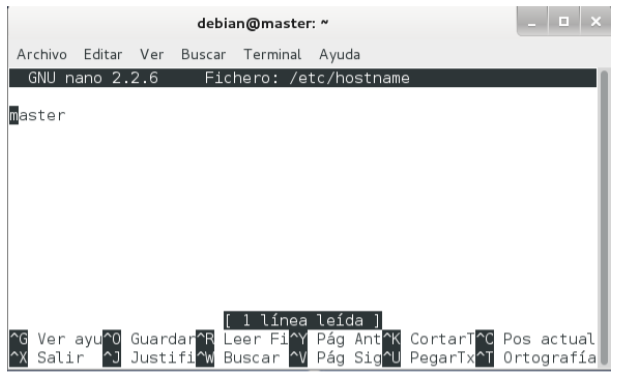 debian@master: ~
Archivo Editar Ver Buscar Terminal Ayuda
GNU nano 2.2.6 Fichero: /etc/hostname
master
[ 1 línea leída ]
^G Ver ayu^O Guardar^R Leer Fi^Y Pág Ant^K CortarT^C Pos actual
^X Salir ^J Justifi^W Buscar ^V Pág Sig^U PegarTx^T Ortografía